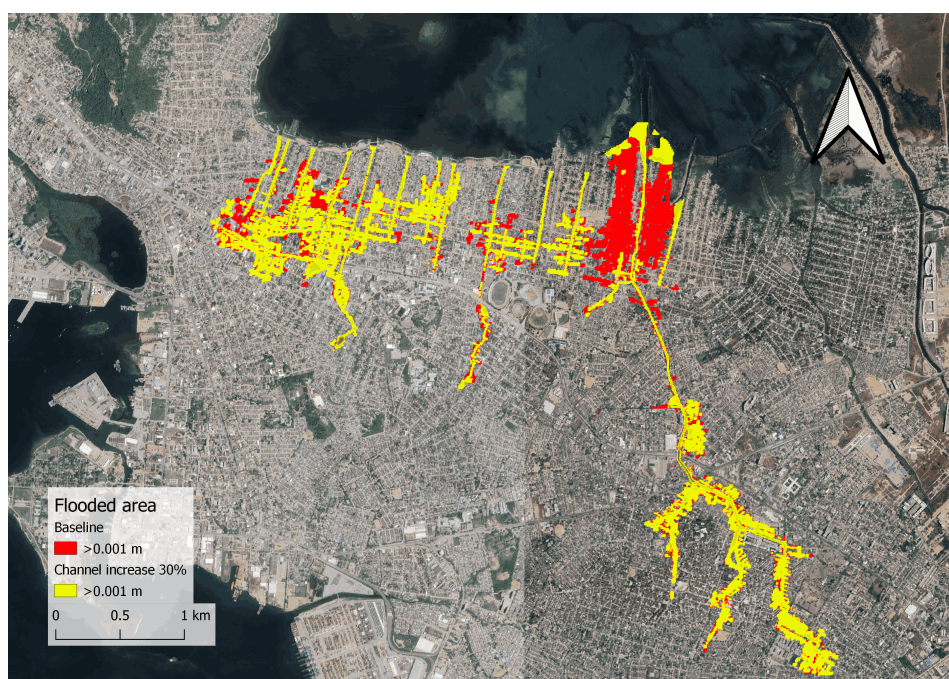 Flooded area
Baseline
>0.001 m
Channel increase 30%
>0.001 m
0 0.5 1 km